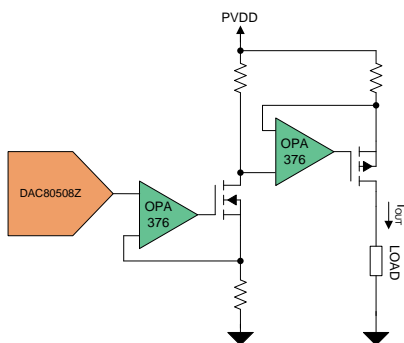 PVDD
DAC80508Z
OPA
376
OPA
376
IOUT
LOAD